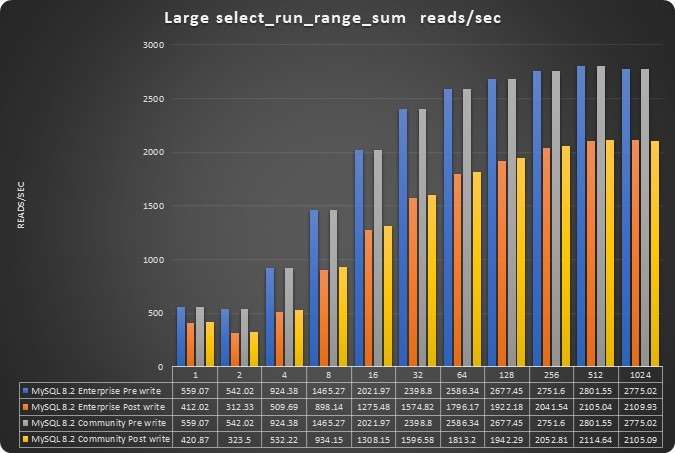 Large select_run_range_sum reads/sec
3000
2500
2000
1500
1000
500
0
READS/SEC
1 2 4 8 16 32 64 128 256 512 1024
MySQL 8.2 Enterprise Pre write 559.07 542.02 924.38 1465.27 2021.97 2398.8 2586.34 2677.45 2751.6 2801.55 2775.02
MySQL 8.2 Enterprise Post write 412.02 312.33 509.69 898.14 1275.48 1574.82 1796.17 1922.18 2041.54 2105.04 2109.93
MySQL 8.2 Community Pre write 559.07 542.02 924.38 1465.27 2021.97 2398.8 2586.34 2677.45 2751.6 2801.55 2775.02
MySQL 8.2 Community Post write 420.87 323.5 532.22 934.15 1308.15 1596.58 1813.2 1942.29 2052.81 2114.64 2105.09